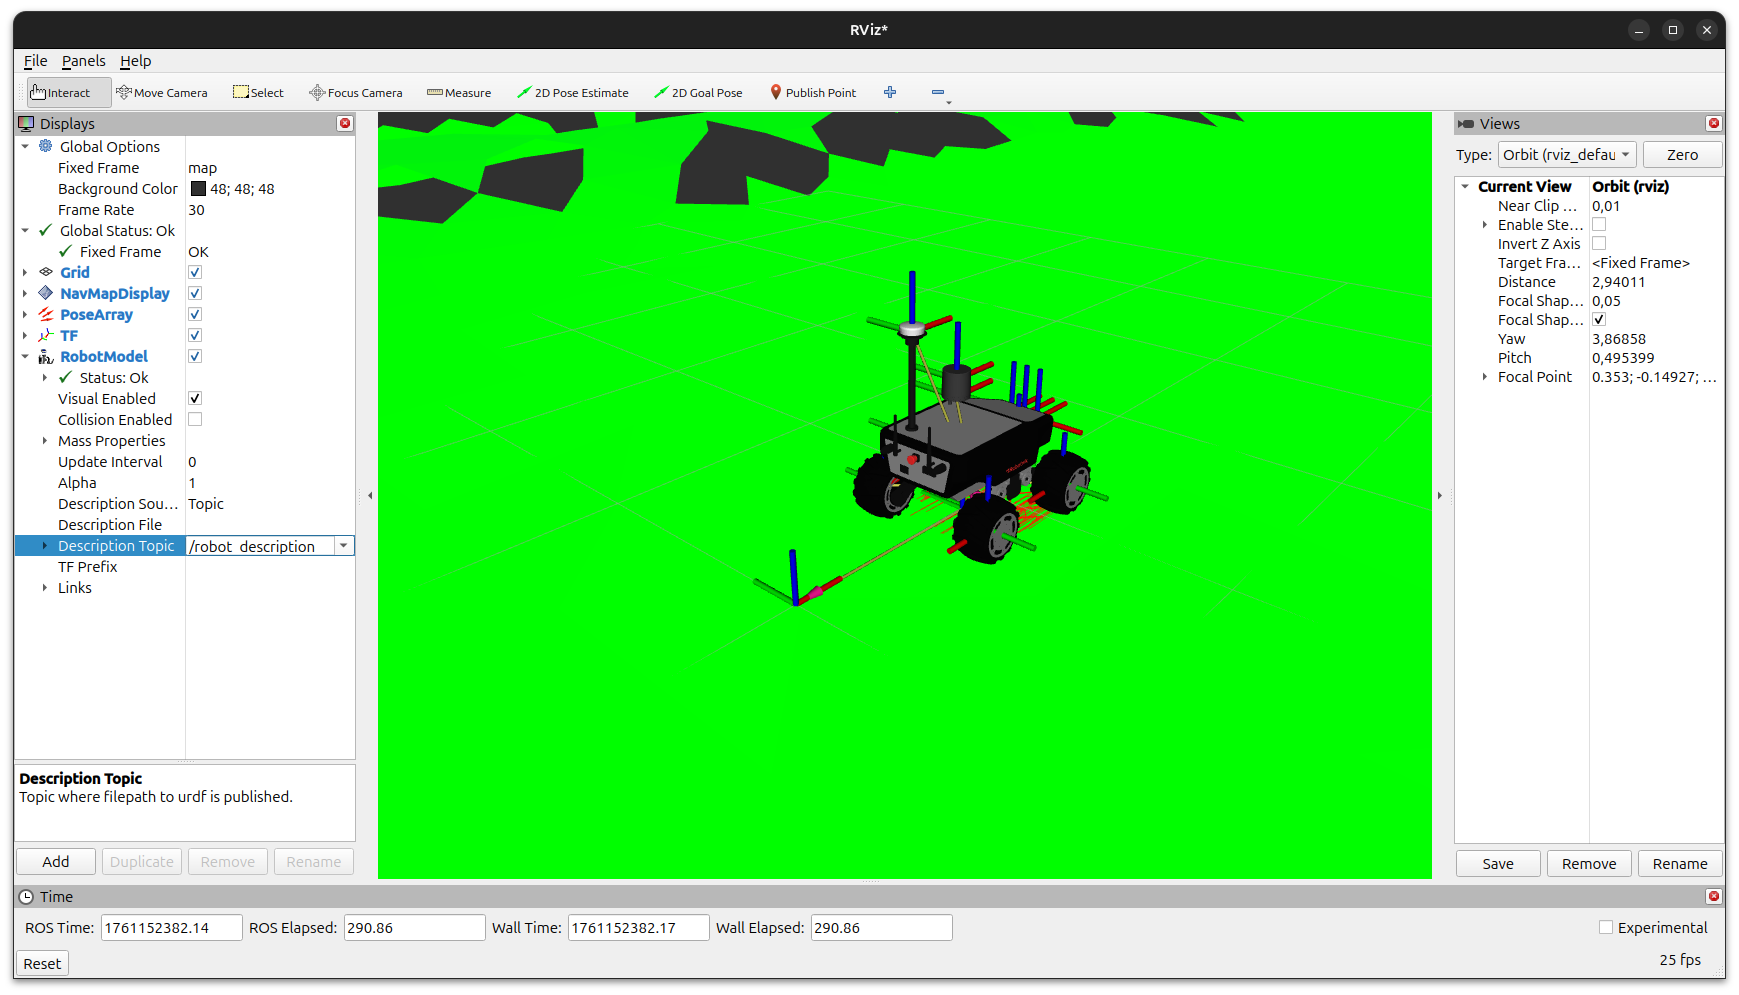 RViz*
File Panels Help
Interact Move Camera Select Focus Camera Measure 2D Pose Estimate 2D Goal Pose Publish Point
Displays
Global Options
Fixed Frame map
Background Color 48; 48; 48
Frame Rate 30
Global Status: Ok
Fixed Frame OK
Grid
NavMapDisplay
PoseArray
TF
RobotModel
Status: Ok
Visual Enabled
Collision Enabled
Mass Properties
Update Interval 0
Alpha 1
Description Sou... Topic
Description File
Description Topic /robot_description
TF Prefix
Links
Description Topic
Topic where filepath to urdf is published.
Add Duplicate Remove Rename
Views
Type: Orbit (rviz_defau Zero
Current View Orbit (rviz)
Near Clip ... 0,01
Enable Ste...
Invert Z Axis
Target Fra... <Fixed Frame>
Distance 2,94011
Focal Shap... 0,05
Focal Shap...
Yaw 3,86858
Pitch 0,495399
Focal Point 0.353; -0.14927; ...
Save Remove Rename
Time
ROS Time: 1761152382.14 ROS Elapsed: 290.86 Wall Time: 1761152382.17 Wall Elapsed: 290.86 Experimental
Reset 25 fps